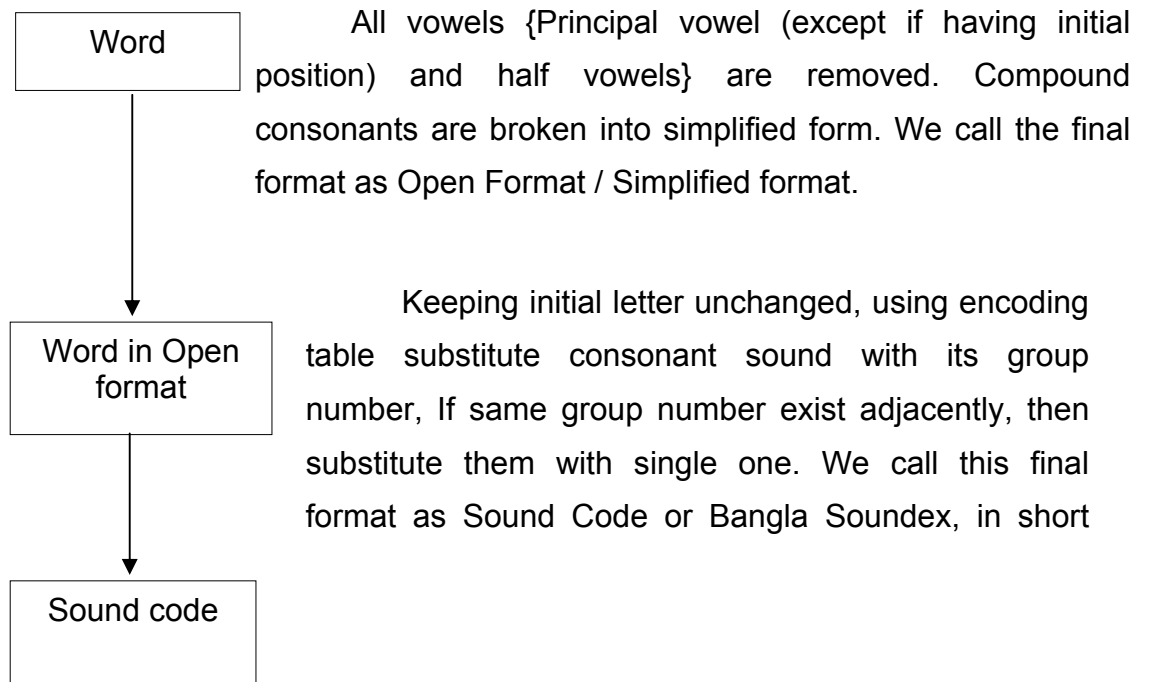 Word
All vowels {Principal vowel (except if having initial
position) and half vowels} are removed. Compound
consonants are broken into simplified form. We call the final
format as Open Format / Simplified format.
Word in Open
format
Keeping initial letter unchanged, using encoding
table substitute consonant sound with its group
number, If same group number exist adjacently, then
substitute them with single one. We call this final
format as Sound Code or Bangla Soundex, in short
Sound code